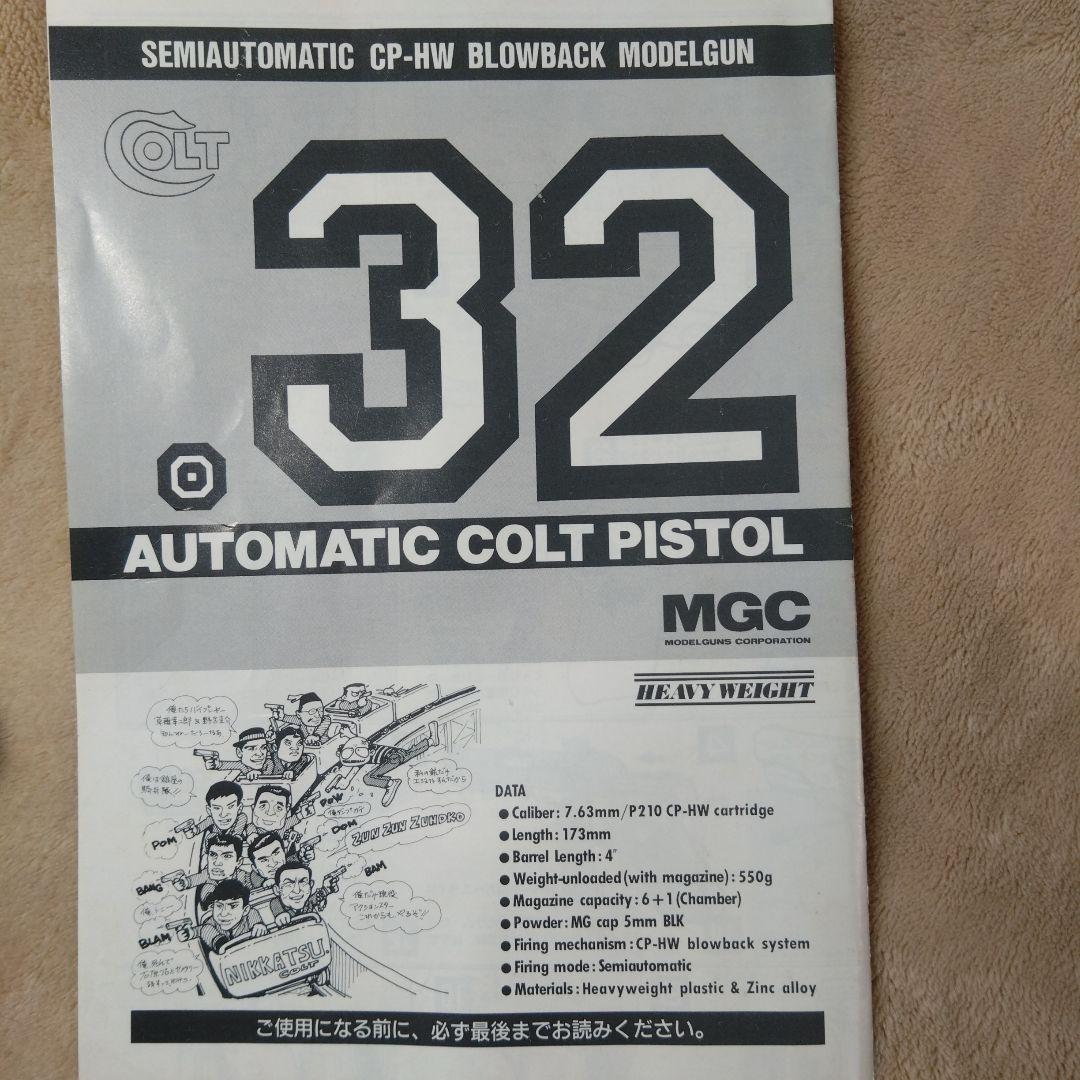 SEMIAUTOMATIC CP-HW BLOWBACK MODELGUN
COLT
.32
AUTOMATIC COLT PISTOL
MGC
MODELGUNS CORPORATION
HEAVY WEIGHT
POW
POM
DOM
ZUN ZUN ZUNDKO
BANG
BAM
BLAM
NIKKATSU
COLT
DATA
●Caliber: 7.63mm/P210 CP-HW cartridge
●Length: 173mm
●Barrel Length: 4″
●Weight-unloaded (with magazine): 550g
●Magazine capacity: 6+1 (Chamber)
●Powder: MG cap 5mm BLK
●Firing mechanism: CP-HW blowback system
●Firing mode: Semiautomatic
●Materials: Heavyweight plastic & Zinc alloy
ご使用になる前に、必ず最後までお読みください。